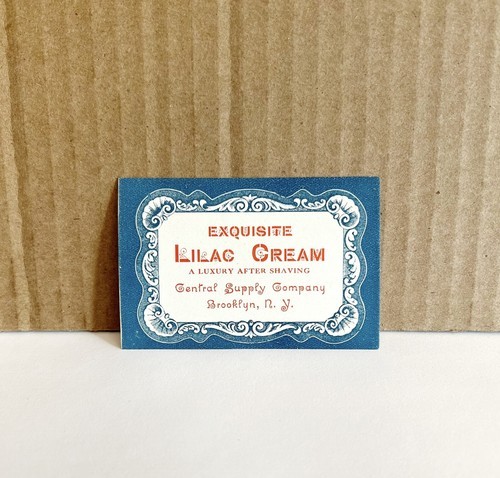 EXQUISITE
LILAC CREAM
A LUXURY AFTER SHAVING
Central Supply Company
Brooklyn, N. Y.